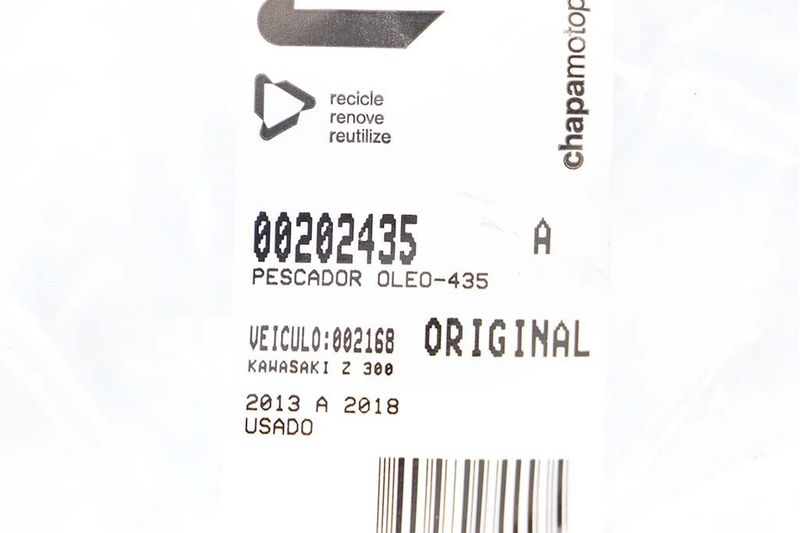 recicle
renove
reutilize
chapamotop
00202435 A
PESCADOR OLEO-435
VEICULO:002168 ORIGINAL
KAWASAKI Z 300
2013 A 2018
USADO